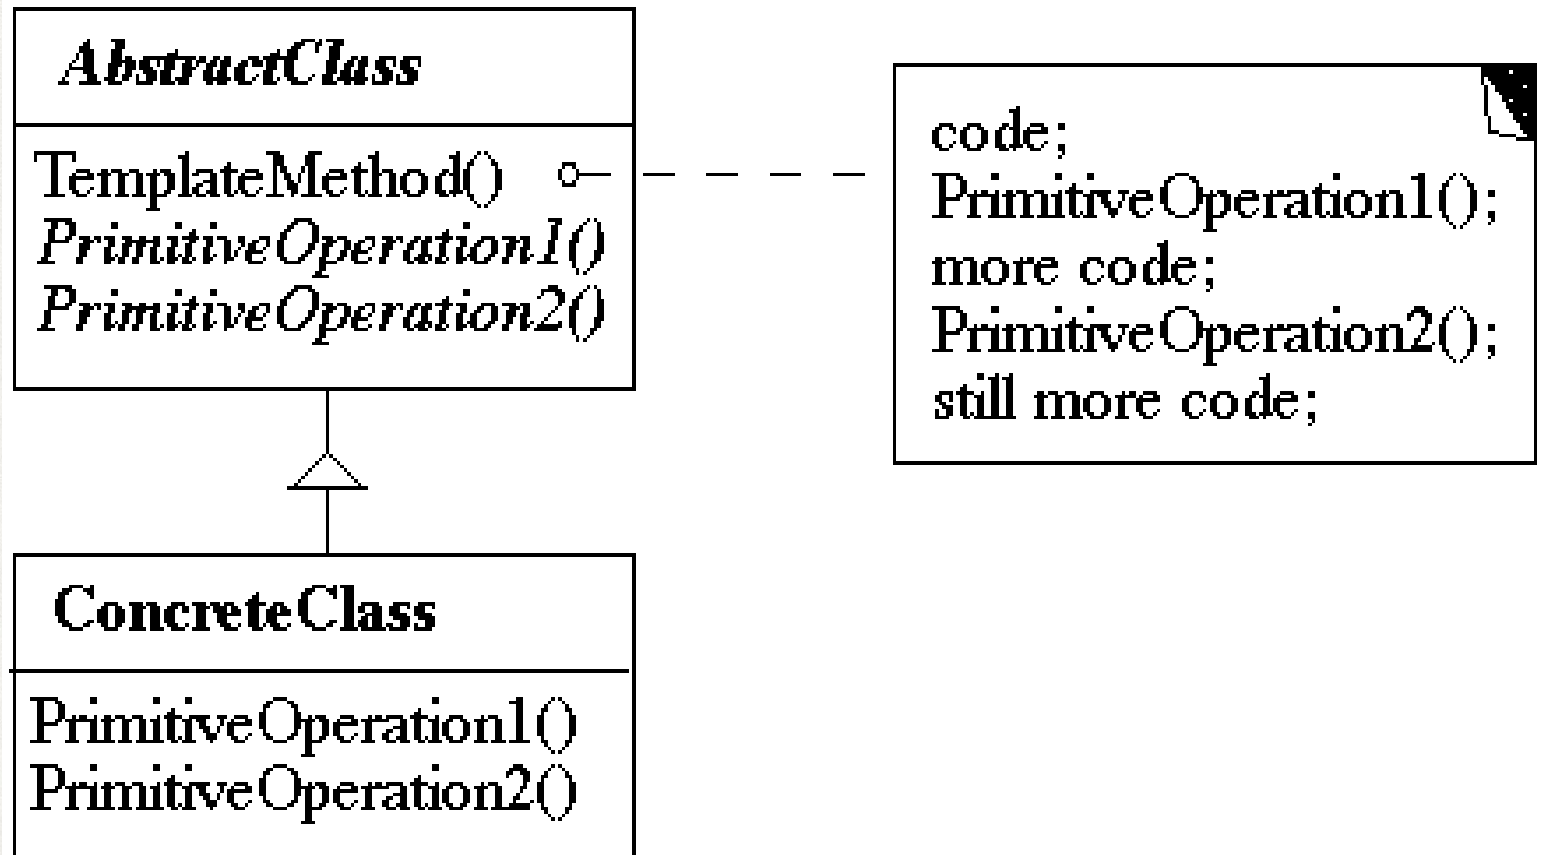 AbstractClass
TemplateMethod()
PrimitiveOperation1()
PrimitiveOperation2()
code;
PrimitiveOperation1();
more code;
PrimitiveOperation2();
still more code;
ConcreteClass
PrimitiveOperation1()
PrimitiveOperation2()